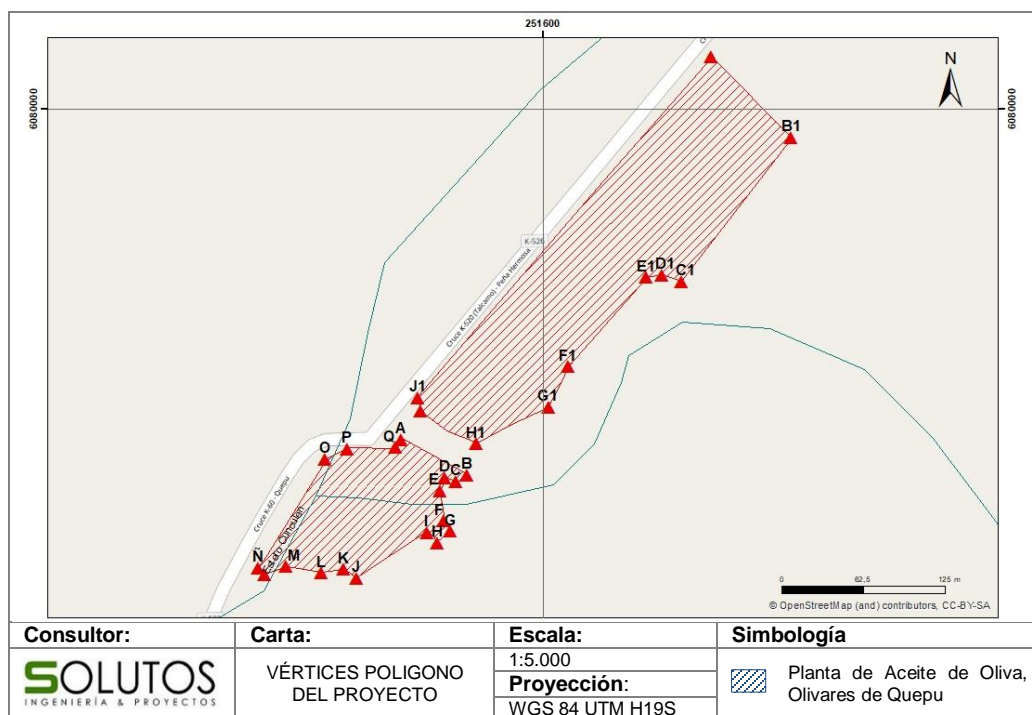 251600
6080000
6080000
N
B1
K-526
E1
D1
C1
Cruce K-520 (Talcamo) - Peña Hermosa
F1
J1
G1
H1
A
Q
P
O
B
C
D
E
Cruce K-60 - Quepu
F
G
I
H
Ñ
M
L
K
J
0 62,5 125 m
© OpenStreetMap (and) contributors, CC-BY-SA
Consultor:
SOLUTOS
INGENIERÍA & PROYECTOS
Carta:
VÉRTICES POLIGONO
DEL PROYECTO
Escala:
1:5.000
Proyección:
WGS 84 UTM H19S
Simbología
Planta de Aceite de Oliva,
Olivares de Quepu